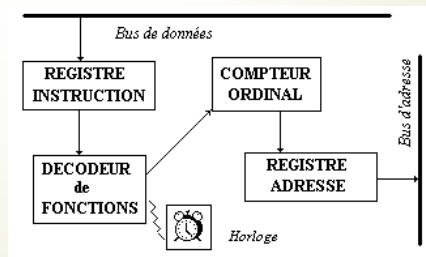 Bus de données
REGISTRE
INSTRUCTION
COMPTEUR
ORDINAL
Bus d'adresse
DECODEUR
de
FONCTIONS
REGISTRE
ADRESSE
Horloge